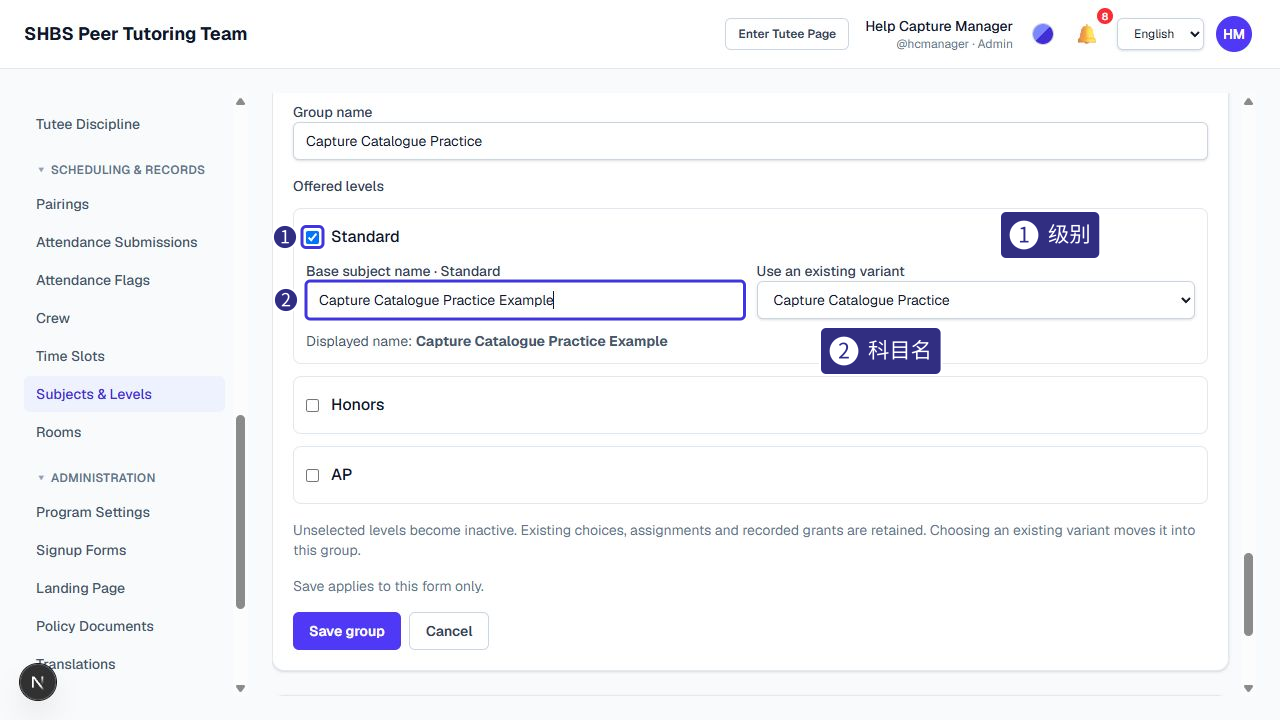 SHBS Peer Tutoring Team
Enter Tutee Page
Help Capture Manager
@hcmanager · Admin
8
English
HM
Tutee Discipline
SCHEDULING & RECORDS
Pairings
Attendance Submissions
Attendance Flags
Crew
Time Slots
Subjects & Levels
Rooms
ADMINISTRATION
Program Settings
Signup Forms
Landing Page
Policy Documents
Translations
N
Group name
Capture Catalogue Practice
Offered levels
1 Standard
1 级别
Base subject name · Standard
Use an existing variant
2 Capture Catalogue Practice Example
Capture Catalogue Practice
Displayed name: Capture Catalogue Practice Example
2 科目名
Honors
AP
Unselected levels become inactive. Existing choices, assignments and recorded grants are retained. Choosing an existing variant moves it into
this group.
Save applies to this form only.
Save group
Cancel